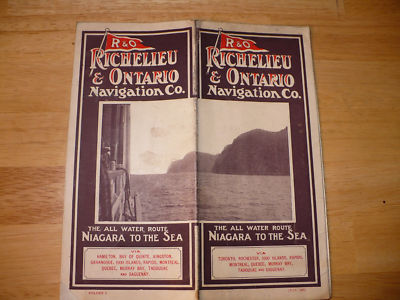 R&O
RICHELIEU
& ONTARIO
NAVIGATION CO.
THE ALL WATER ROUTE
NIAGARA TO THE SEA
VIA
HAMILTON, BAY OF QUINTE, KINGSTON,
GANANOQUE, 1000 ISLANDS, RAPIDS, MONTREAL,
QUEBEC, MURRAY BAY, TADOUSAC
AND SAGUENAY.
R&O
RICHELIEU
& ONTARIO
NAVIGATION CO.
THE ALL WATER ROUTE
NIAGARA TO THE SEA
VIA
TORONTO, ROCHESTER, 1000 ISLANDS, RAPIDS,
MONTREAL, QUEBEC, MURRAY BAY,
TADOUSAC AND SAGUENAY.